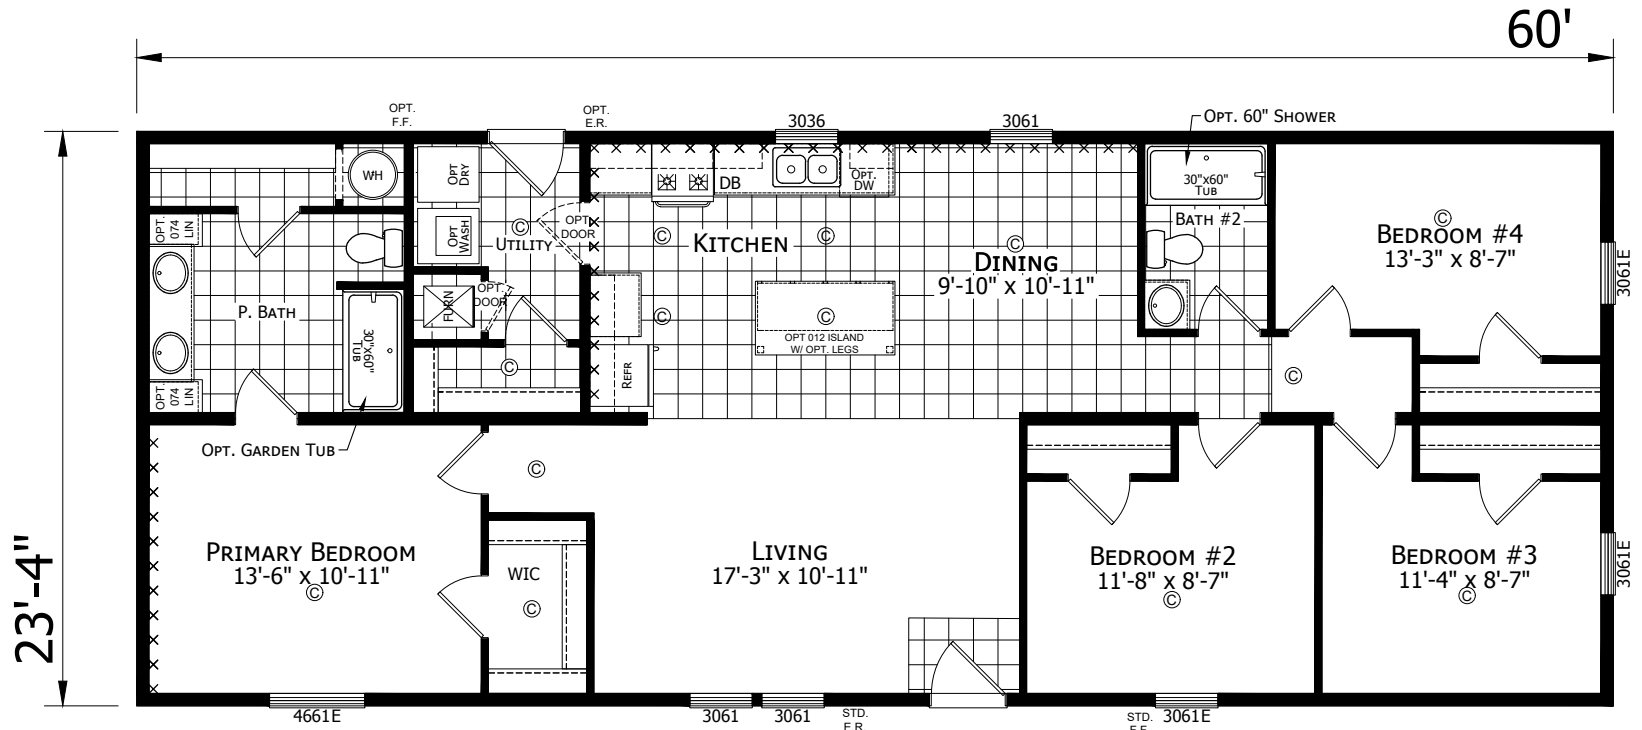 60'
23'-4"
OPT.
F.F.
OPT.
E.R.
3036
3061
OPT. 60" SHOWER
WH
OPT
DRY
OPT
WASH
UTILITY
OPT
DOOR
DB
OPT.
DW
30"x60"
TUB
BATH #2
BEDROOM #4
13'-3" x 8'-7"
3061E
OPT.
074
LIN
KITCHEN
DINING
9'-10" x 10'-11"
P. BATH
FURN
OPT.
DOOR
30"x60"
TUB
OPT 012 ISLAND
W/ OPT. LEGS
REFR
OPT.
074
LIN
OPT. GARDEN TUB
C
C
C
C
C
C
C
C
C
C
C
C
C
C
PRIMARY BEDROOM
13'-6" x 10'-11"
WIC
LIVING
17'-3" x 10'-11"
BEDROOM #2
11'-8" x 8'-7"
BEDROOM #3
11'-4" x 8'-7"
3061E
4661E
3061
3061
STD.
E.R.
STD.
F.F.
3061E